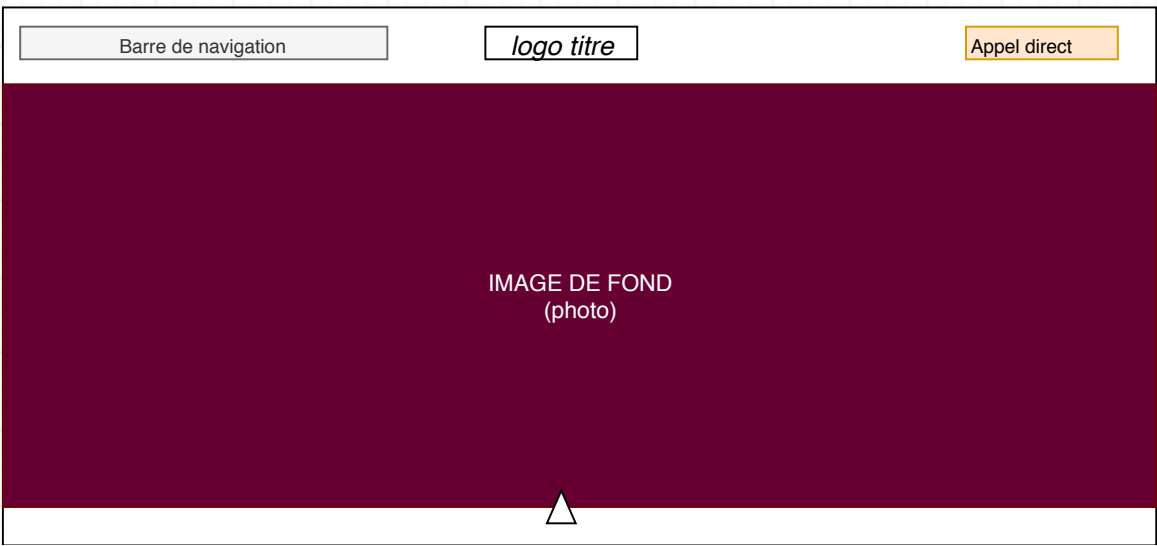 Barre de navigation
logo titre
Appel direct
IMAGE DE FOND
(photo)